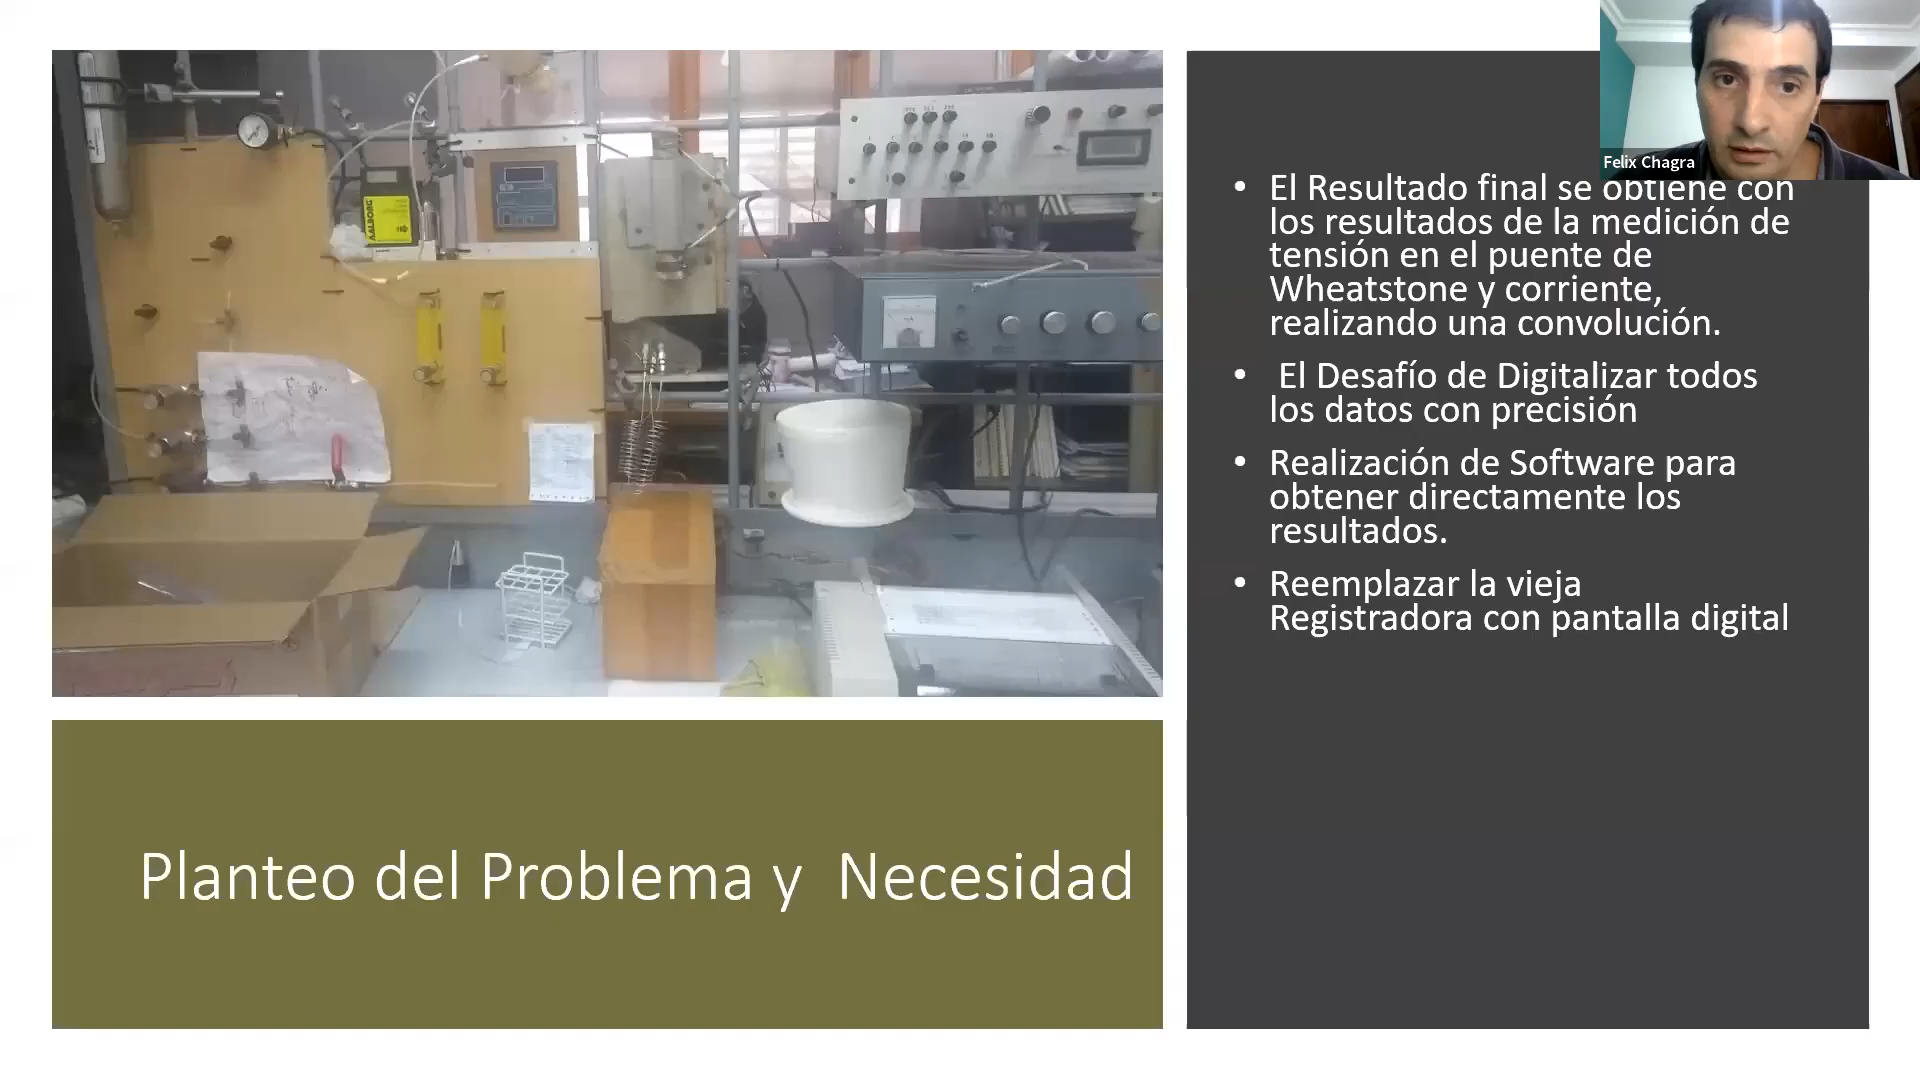 Felix Chagra
AALBORG
• El Resultado final se obtiene con
los resultados de la medición de
tensión en el puente de
Wheatstone y corriente,
realizando una convolución.
• El Desafío de Digitalizar todos
los datos con precisión
• Realización de Software para
obtener directamente los
resultados.
• Reemplazar la vieja
Registradora con pantalla digital
Planteo del Problema y Necesidad